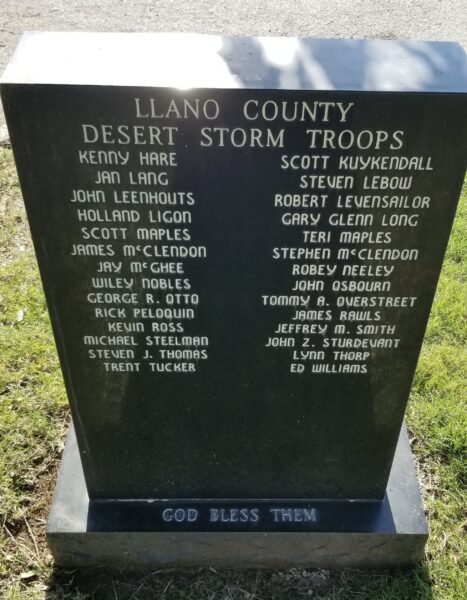 LLANO COUNTY
DESERT STORM TROOPS
KENNY HARE
JAN LANG
JOHN LEENHOUTS
HOLLAND LIGON
SCOTT MAPLES
JAMES McCLENDON
JAY McGHEE
WILEY NOBLES
GEORGE R. OTTO
RICK PELOQUIN
KEVIN ROSS
MICHAEL STEELMAN
STEVEN J. THOMAS
TRENT TUCKER
SCOTT KUYKENDALL
STEVEN LEBOW
ROBERT LEVENSAILOR
GARY GLENN LONG
TERI MAPLES
STEPHEN McCLENDON
ROBEY NEELEY
JOHN OSBOURN
TOMMY A. OVERSTREET
JAMES RAWLS
JEFFREY M. SMITH
JOHN Z. STURDEVANT
LYNN THORP
ED WILLIAMS
GOD BLESS THEM